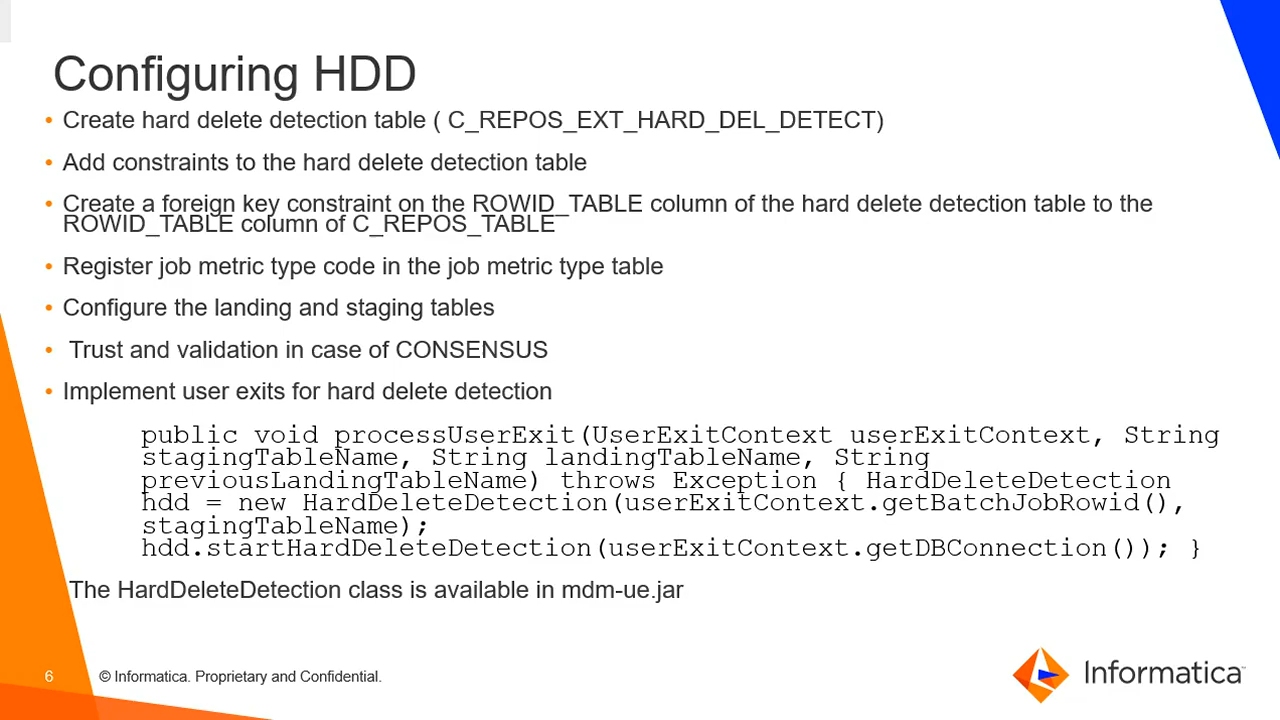 Configuring HDD
• Create hard delete detection table ( C_REPOS_EXT_HARD_DEL_DETECT)
• Add constraints to the hard delete detection table
• Create a foreign key constraint on the ROWID_TABLE column of the hard delete detection table to the
ROWID_TABLE column of C_REPOS_TABLE
• Register job metric type code in the job metric type table
• Configure the landing and staging tables
• Trust and validation in case of CONSENSUS
• Implement user exits for hard delete detection
public void processUserExit(UserExitContext userExitContext, String
stagingTableName, String landingTableName, String
previousLandingTableName) throws Exception { HardDeleteDetection
hdd = new HardDeleteDetection(userExitContext.getBatchJobRowid(),
stagingTableName);
hdd.startHardDeleteDetection(userExitContext.getDBConnection()); }
The HardDeleteDetection class is available in mdm-ue.jar
6 © Informatica. Proprietary and Confidential.
Informatica™